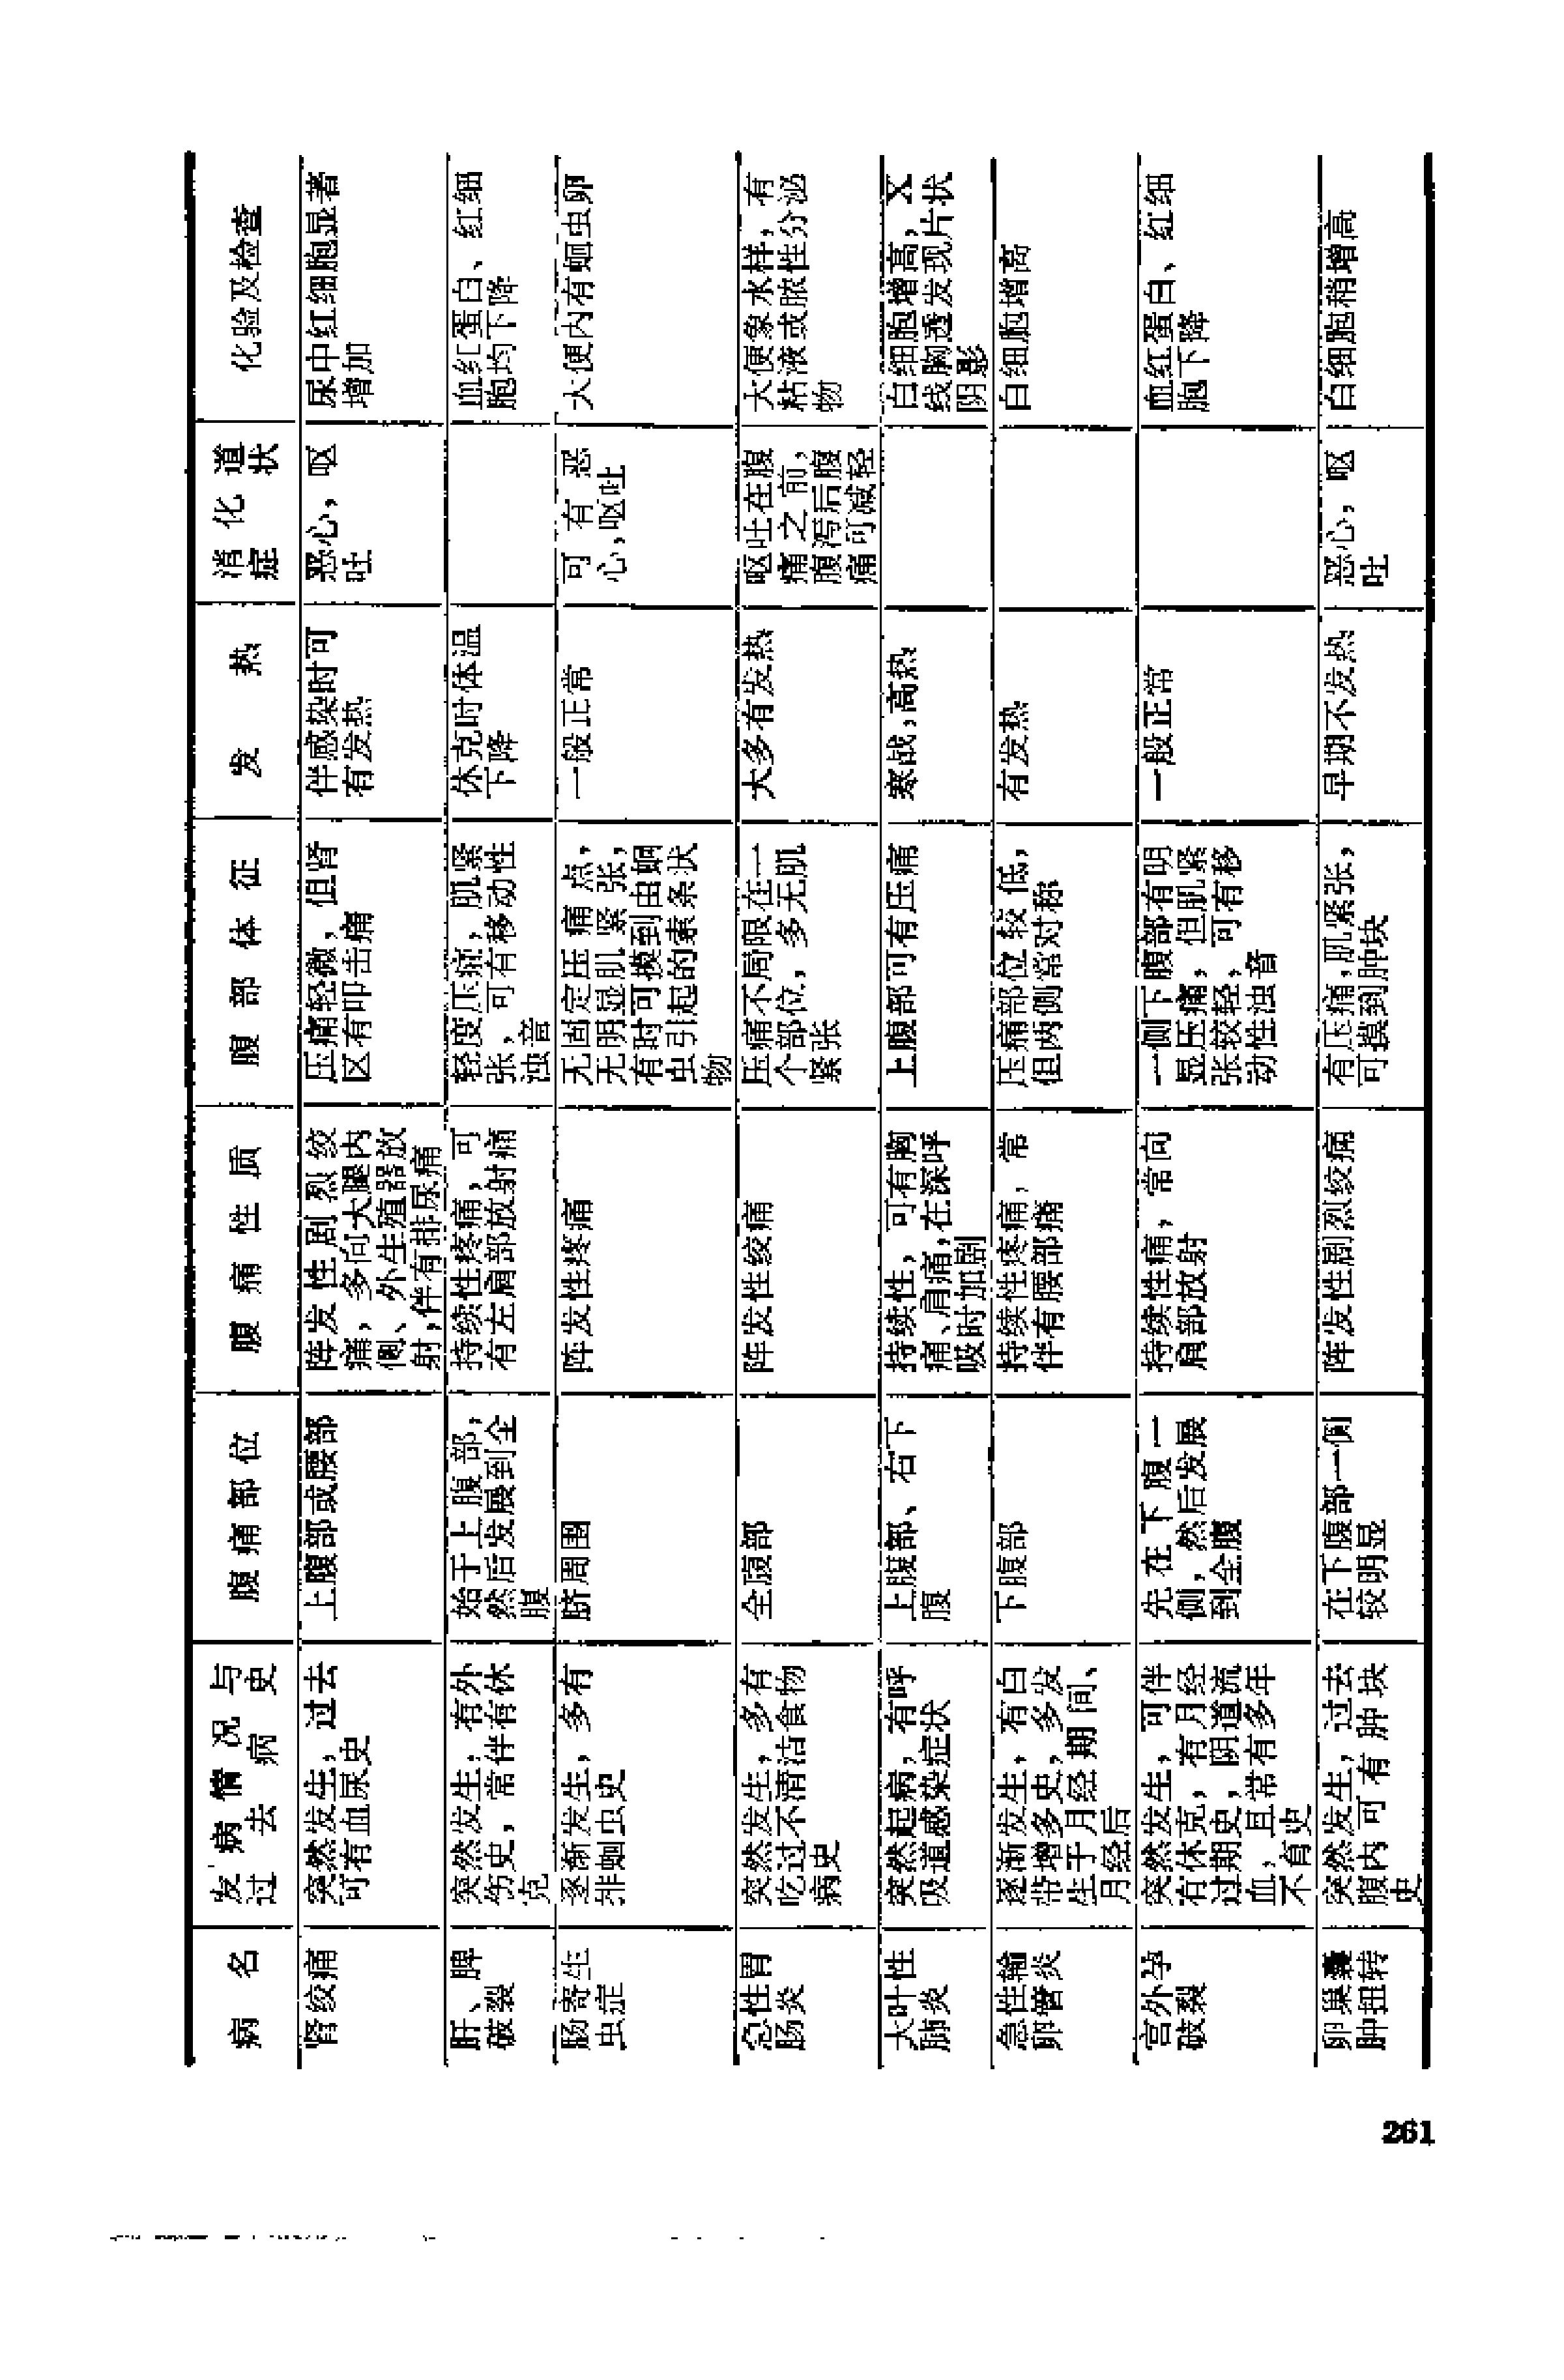 病名
发病情况与
过去病史
腹痛部位
腹痛性质
腹部体征
发热
消化道
症状
化验及检查
肾绞痛
突然发生，过去
可有血尿史
上腹部或腰部
阵发性剧烈绞
痛，多向大腿内
侧、外生殖器放
射，伴有排尿痛
压痛轻微，但肾
区有叩击痛
伴感染时可
有发热
恶心，呕
吐
尿中红细胞显著
增加
肝、脾
破裂
突然发生，有外
伤史，常伴有休
克
始于上腹部，
然后发展到全
腹
持续性疼痛，可
有左肩部放射痛
轻度压痛，肌紧
张，可有移动性
浊音
休克时体温
下降
血红蛋白、红细
胞均下降
肠寄生
虫症
逐渐发生，多有
排蛔虫史
脐周围
阵发性疼痛
无固定压痛点，
无明显肌紧张，
有时可摸到由蛔
虫引起的索条状
物
一般正常
可有恶
心，呕吐
大便内有蛔虫卵
急性胃
肠炎
突然发生，多有
吃过不清洁食物
病史
全腹部
阵发性绞痛
压痛不局限在一
个部位，多无肌
紧张
大多有发热
呕吐在腹
痛之前，
腹泻后腹
痛可减轻
大便象水样，有
粘液或脓性分泌
物
大叶性
肺炎
突然起病，有呼
吸道感染症状
上腹部、右下
腹
持续性，可有胸
痛、肩痛，在深呼
吸时加剧
上腹部可有压痛
寒战，高热
白细胞增高，X
线胸透发现片状
阴影
急性输
卵管炎
逐渐发生，有白
带增多史，多发
生于月经期间、
月经后
下腹部
持续性疼痛，常
伴有腰部痛
压痛部位较低，
但两侧常对称
有发热
白细胞增高
宫外孕
破裂
突然发生，可伴
有休克，有月经
过期史，阴道流
血，且常有多年
不育史
先在下腹一
侧，然后发展
到全腹
持续性痛，常向
肩部放射
一侧下腹部有明
显压痛，但肌紧
张较轻，可有移
动性浊音
一般正常
血红蛋白、红细
胞下降
卵巢囊
肿扭转
突然发生，过去
腹内可有肿块
史
在下腹部一侧
较明显
阵发性剧烈绞痛
有压痛，肌紧张，
可摸到肿块
早期不发热
恶心，呕
吐
白细胞稍增高
261